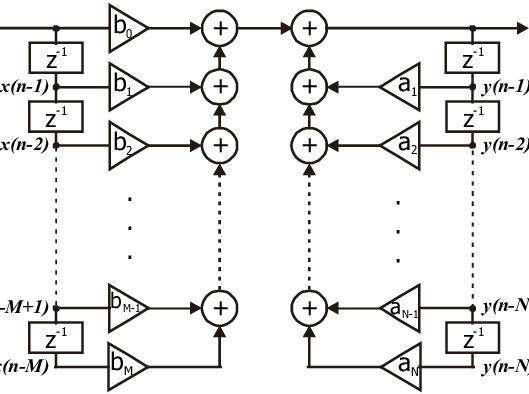 b0 + +
z-1 z-1
x(n-1) b1 + + a1 y(n-1)
z-1 z-1
x(n-2) b2 + + a2 y(n-2)
-M+1) bM-1 + + aN-1 y(n-N
z-1 z-1
x(n-M) bM aN y(n-N)